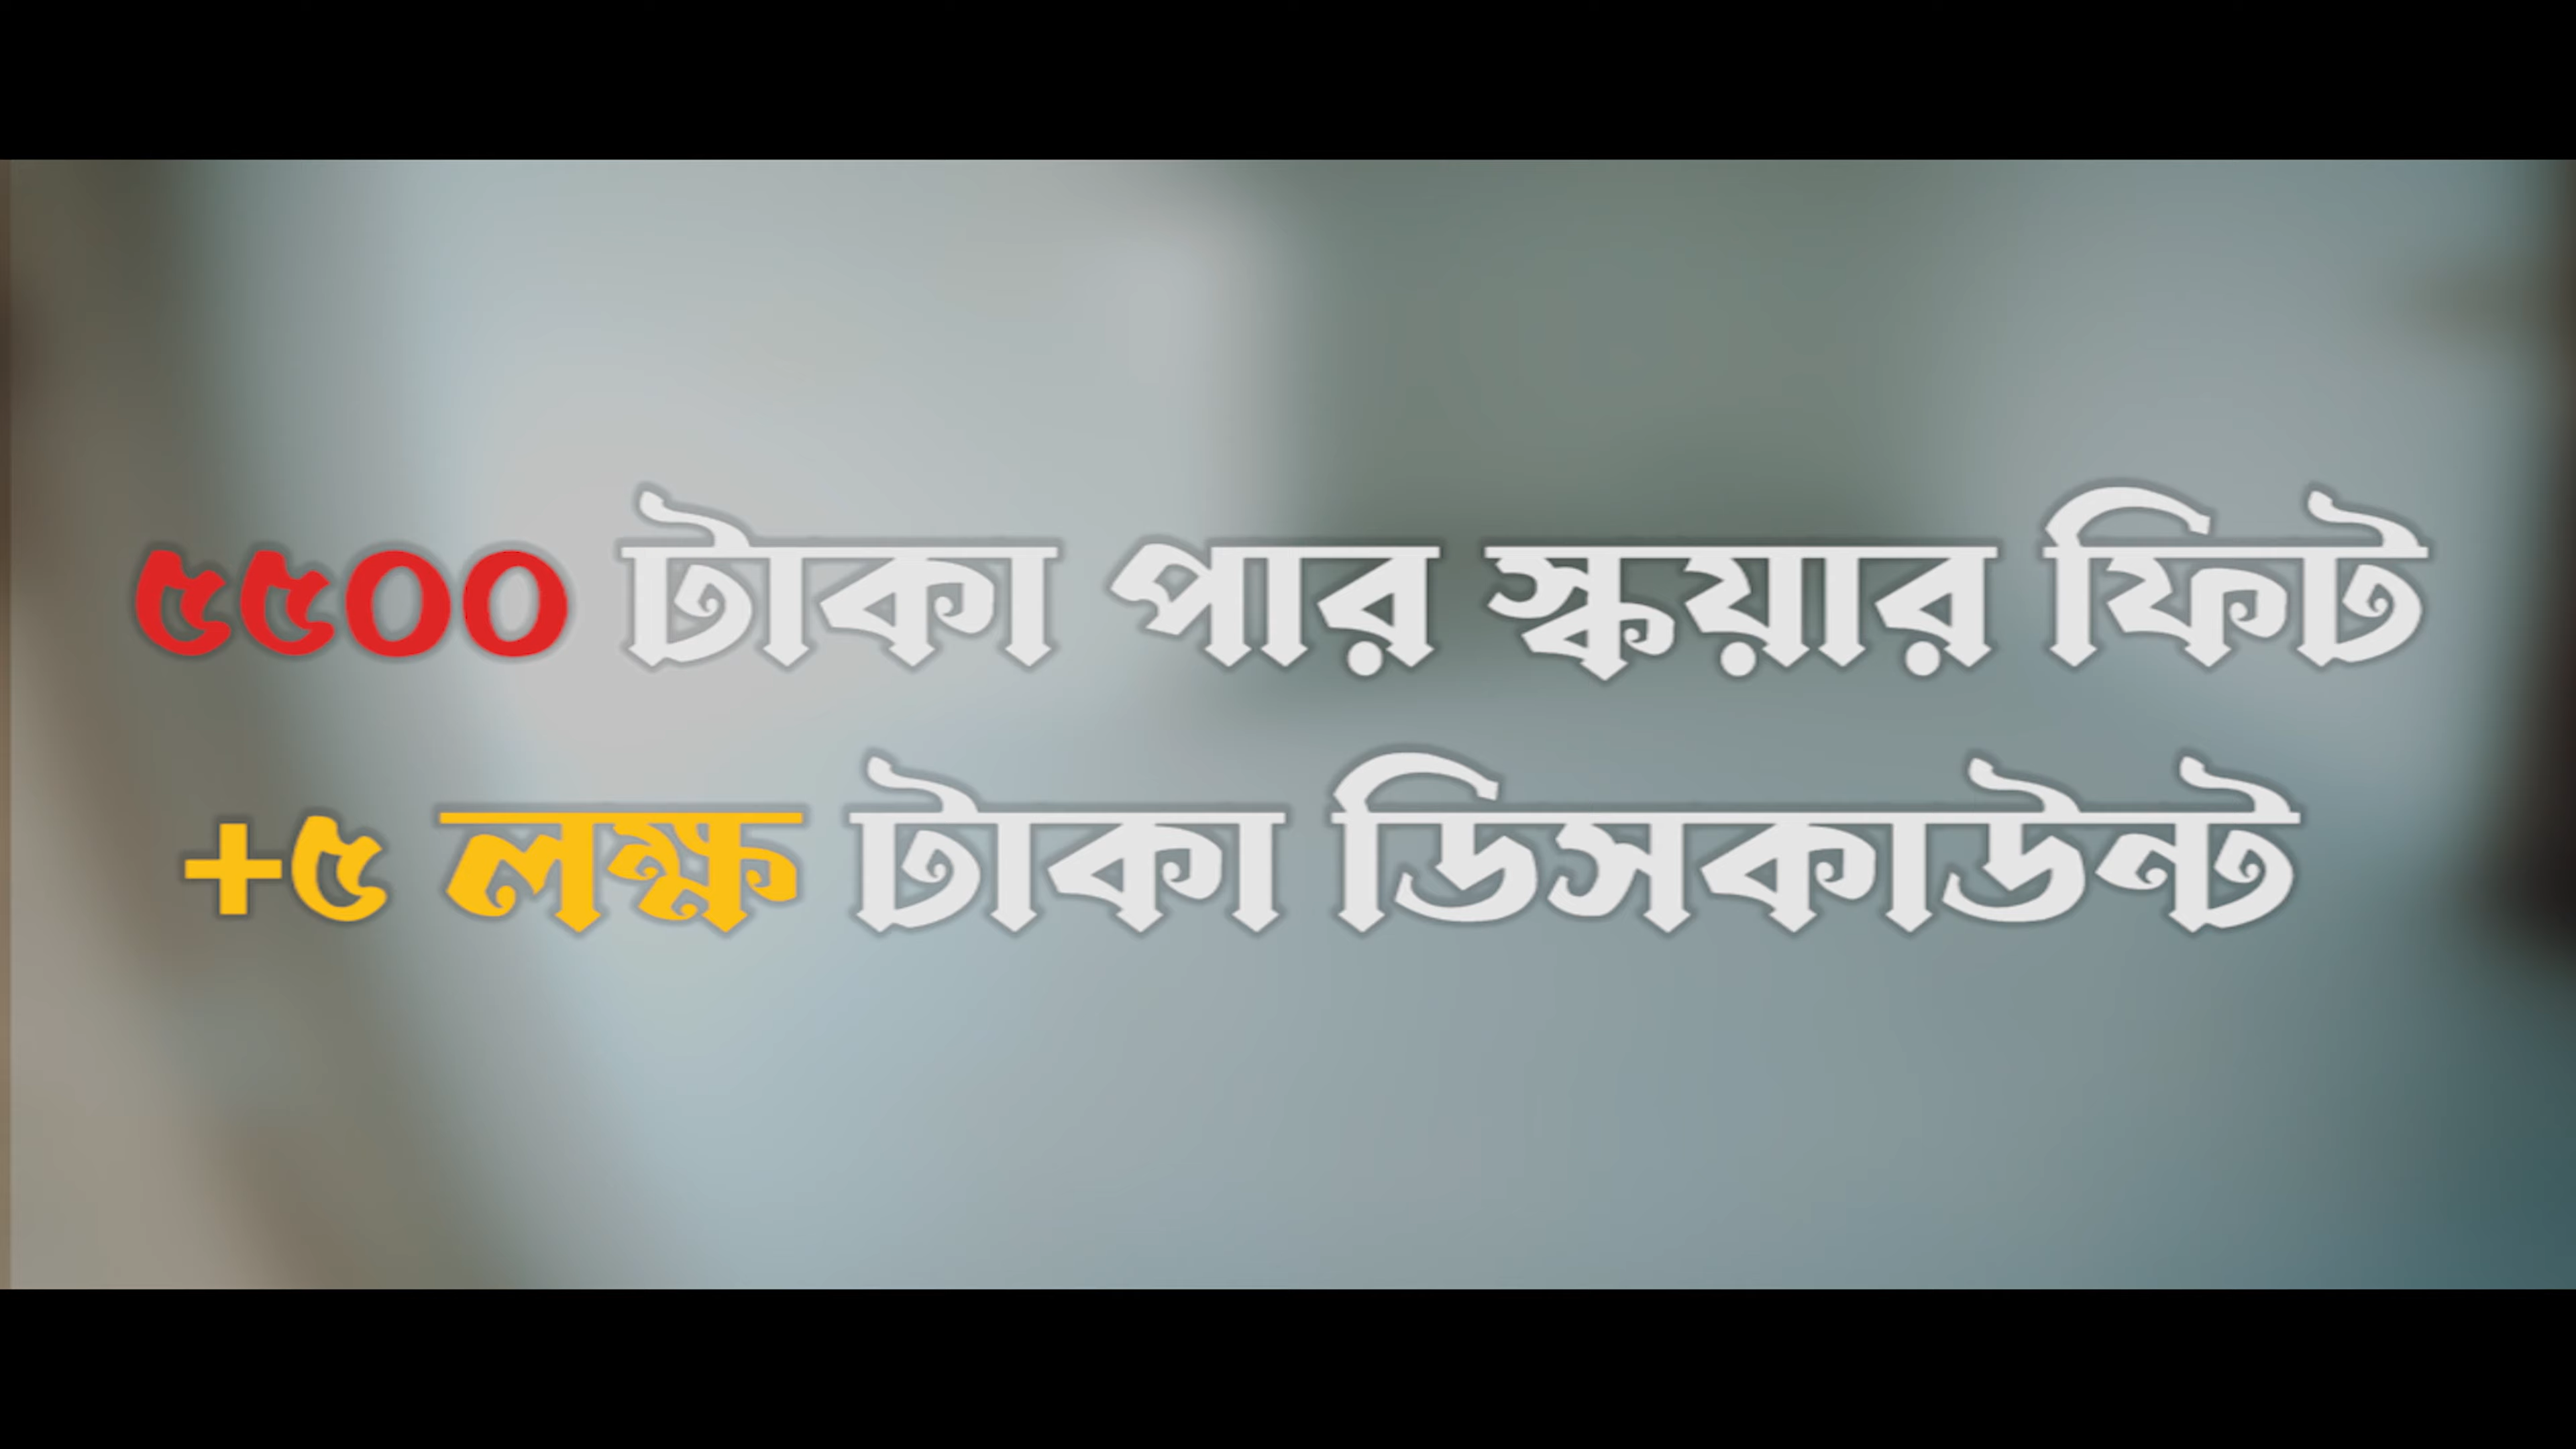 ৫৫০০ টাকা পার স্কয়ার ফিট
+৫ লক্ষ টাকা ডিসকাউন্ট